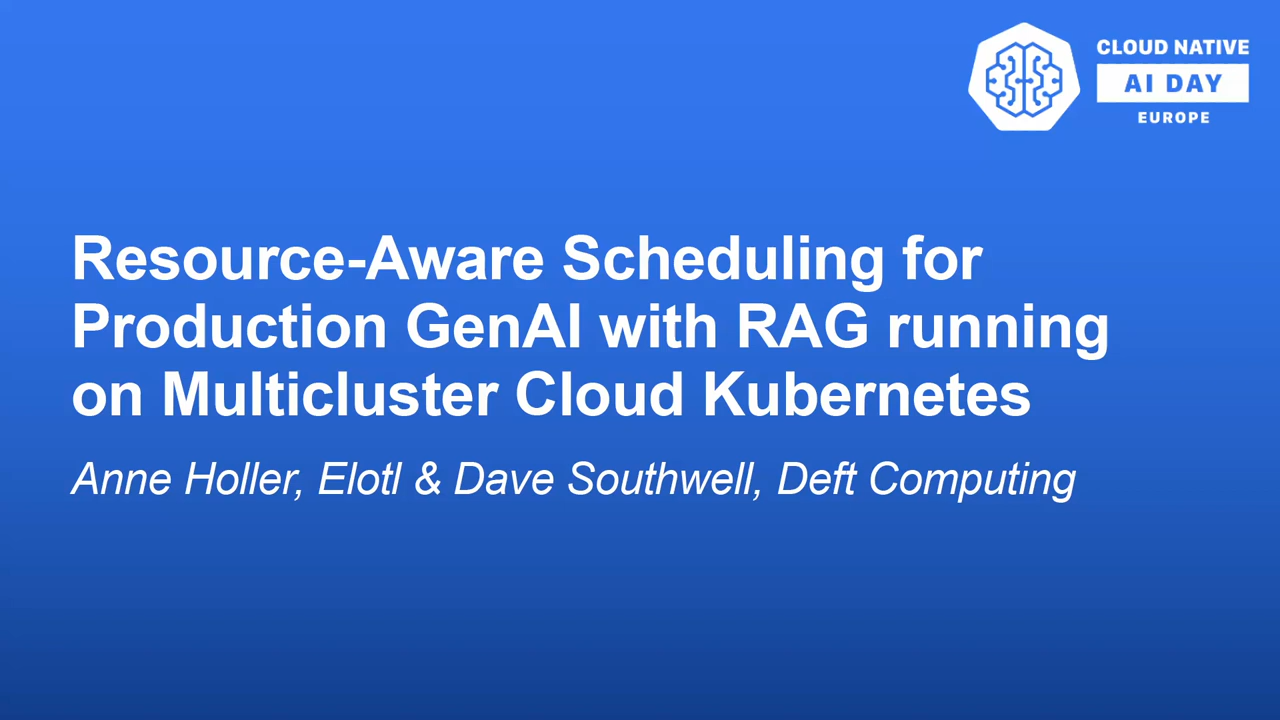 CLOUD NATIVE
AI DAY
EUROPE
Resource-Aware Scheduling for
Production GenAI with RAG running
on Multicluster Cloud Kubernetes
Anne Holler, Elotl & Dave Southwell, Deft Computing